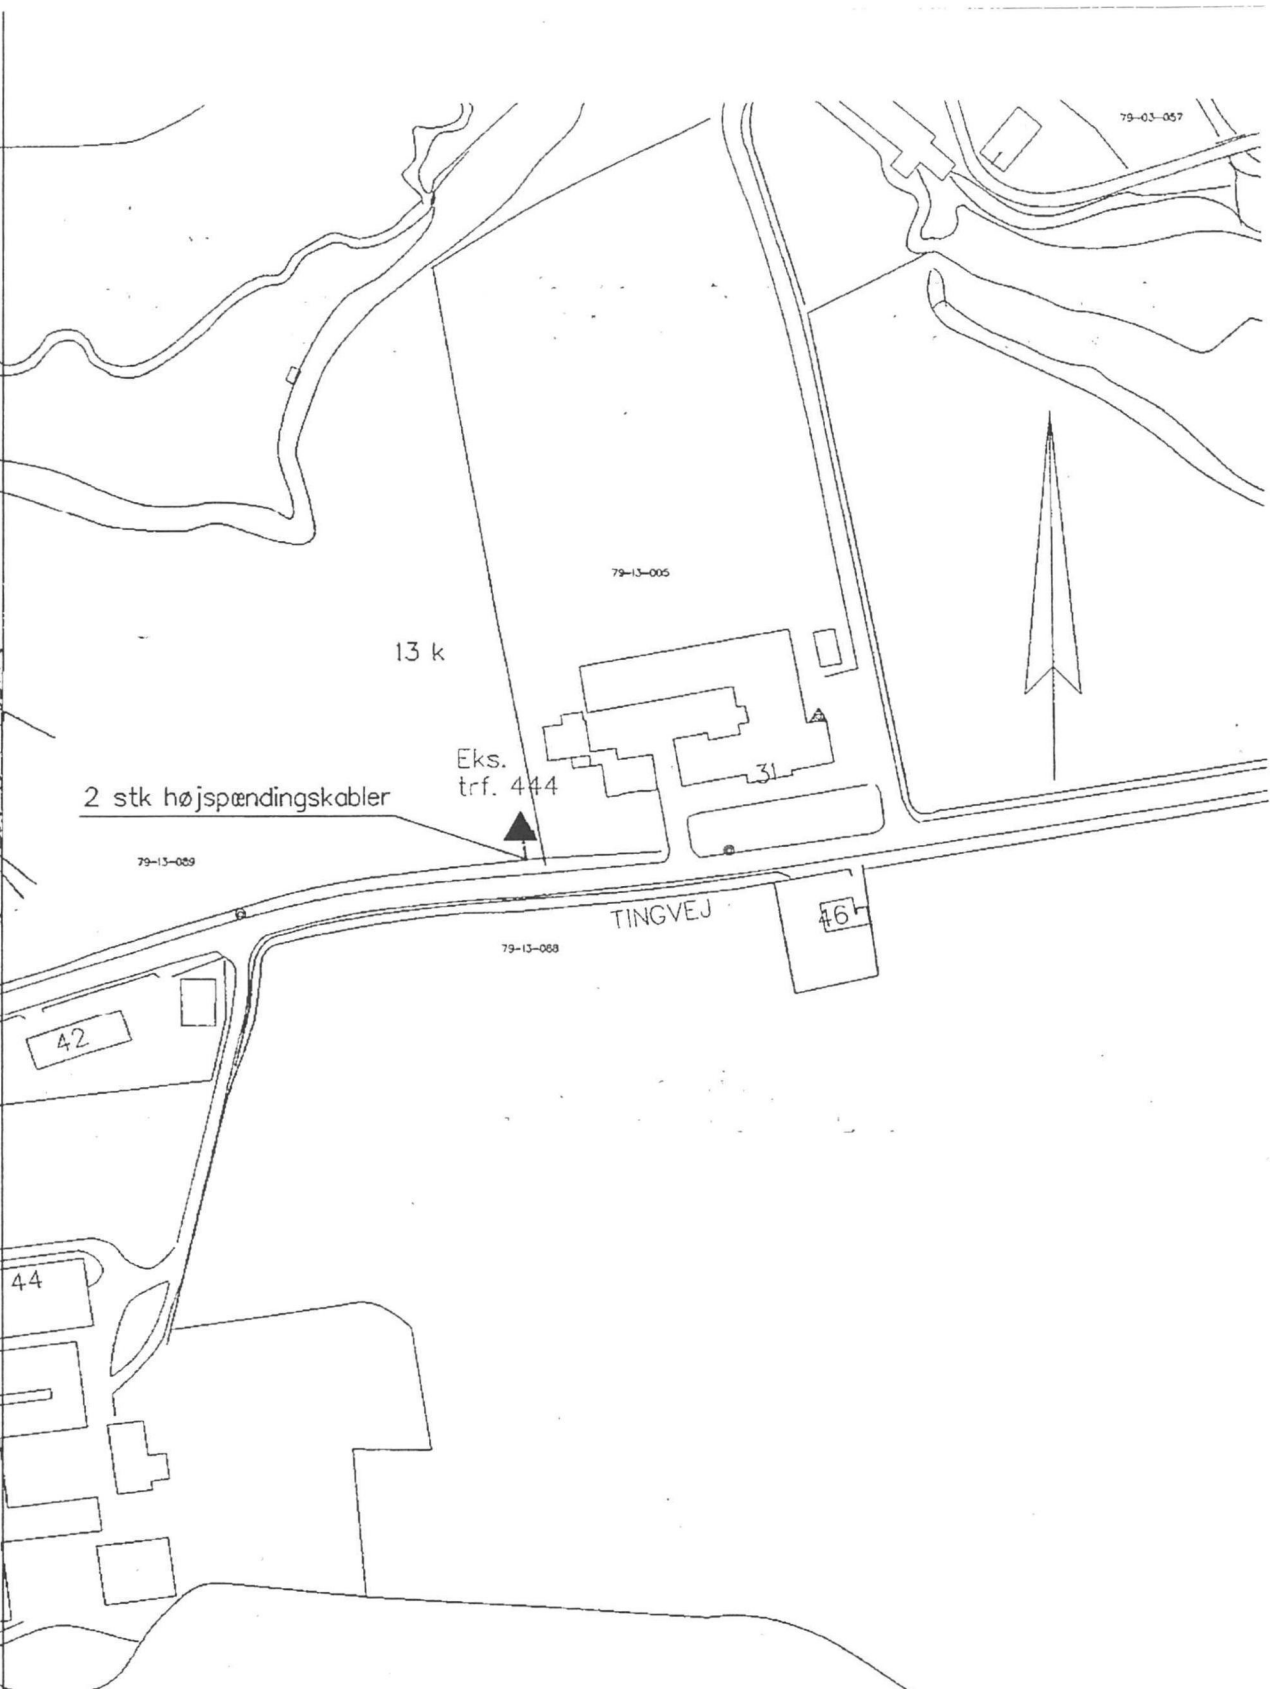 79-03-057
79-13-005
13 k
Eks.
trf. 444
31
2 stk højspændingskabler
79-13-089
TINGVEJ
46
79-13-088
42
44